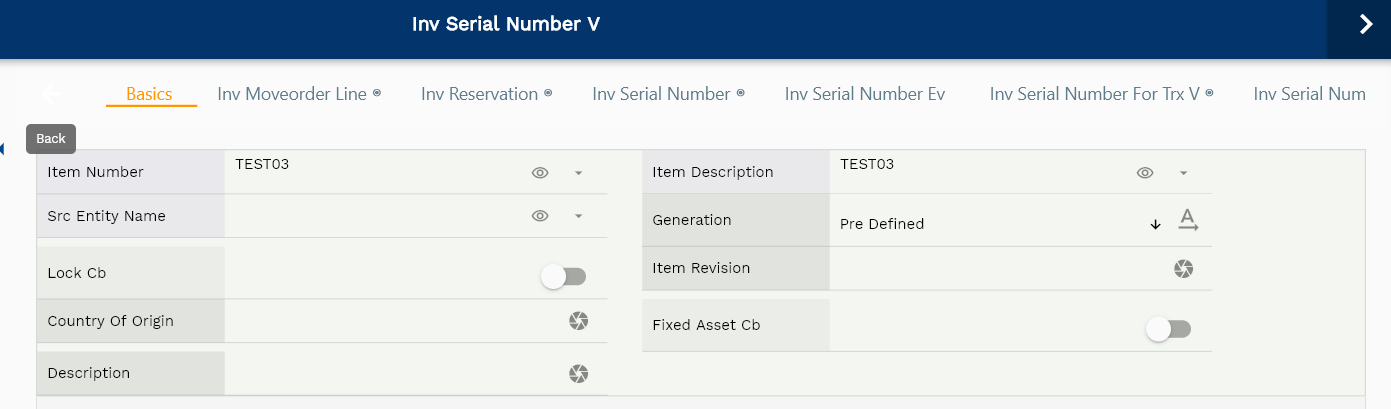 Inv Serial Number V
Basics Inv Moveorder Line Inv Reservation Inv Serial Number Inv Serial Number Ev Inv Serial Number For Trx V Inv Serial Num
Back
Item Number TEST03 Item Description TEST03
Src Entity Name Generation Pre Defined A
Lock Cb Item Revision
Country Of Origin Fixed Asset Cb
Description